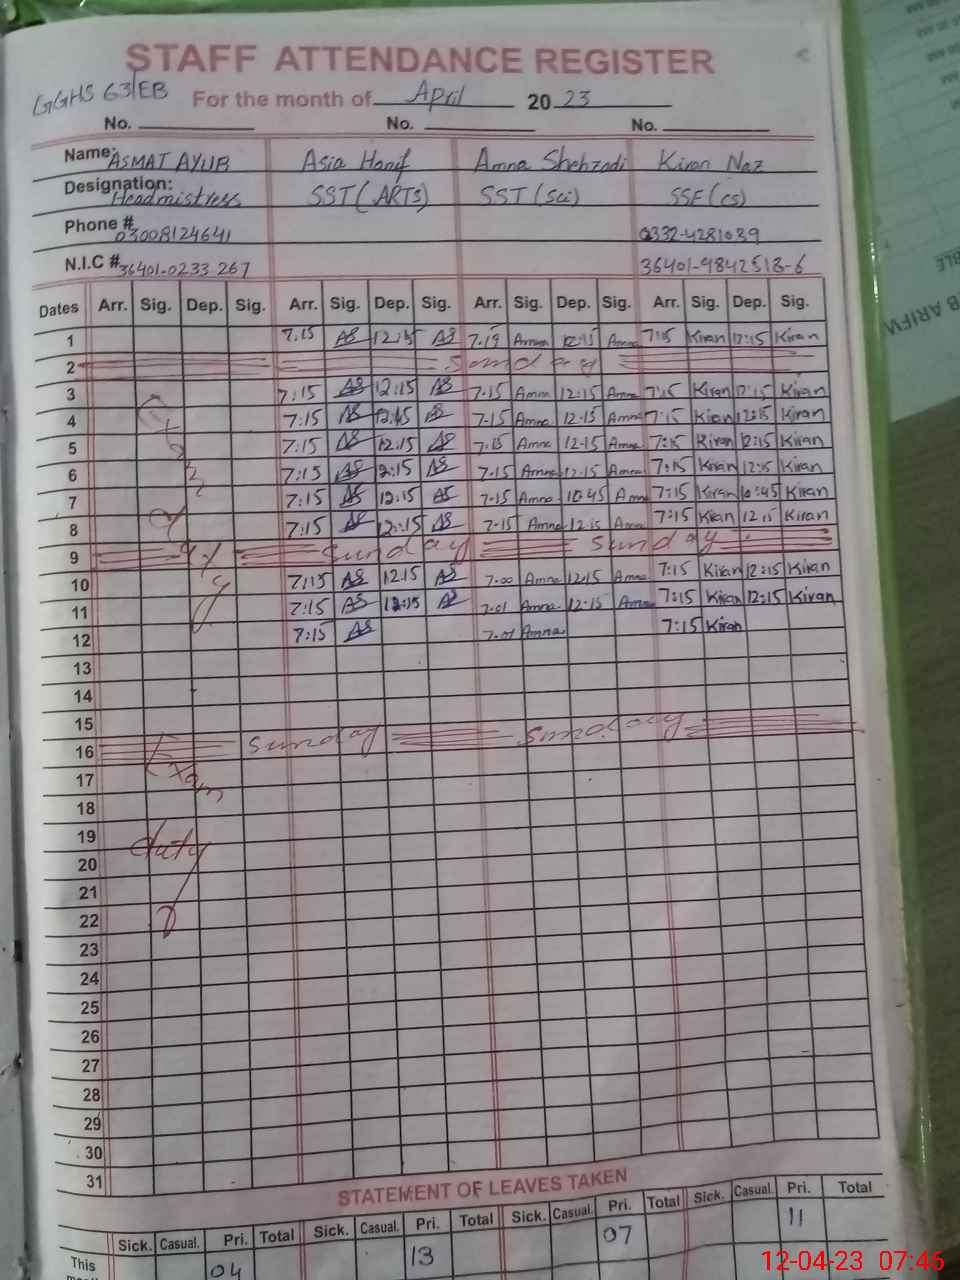 STAFF ATTENDANCE REGISTER
GGHS 63/EB
For the month of April 20 23
No. No. No.
Name: ASMAT AYUB Asia Hanif Amna Shehzadi Kiran Naz
Designation: Headmistress SST (ARTs) SST (Sci) SSE (CS)
Phone # 03008124641 0332-4281039
N.I.C # 36401-0233 267 36401-9842513-6
Dates Arr. Sig. Dep. Sig. Arr. Sig. Dep. Sig. Arr. Sig. Dep. Sig. Arr. Sig. Dep. Sig.
1 7:15 AS 12:15 AS 7.19 Amna 12:15 Amna 7:15 Kiran 12:15 Kiran
2 Sunday
3 7:15 AS 12:15 AS 7.15 Amna 12:15 Amna 7:15 Kiran 12:15 Kiran
4 7:15 AS 12:15 AS 7-15 Amna 12.15 Amna 7:15 Kiran 12:15 Kiran
5 7:15 AS 12:15 AS 7.15 Amna 12-15 Amna 7:15 Kiran 12:15 Kiran
6 7:15 AS 12:15 AS 7.15 Amna 12.15 Amna 7:15 Kiran 12:15 Kiran
7 7:15 AS 12:15 AS 7.15 Amna 10.45 Amna 7:15 Kiran 10:45 Kiran
8 7:15 AS 12:15 AS 7-15 Amna 12.15 Amna 7:15 Kiran 12:15 Kiran
9 Sunday Sunday
10 7:15 AS 12:15 AS 7.00 Amna 12:15 Amna 7:15 Kiran 12:15 Kiran
11 7:15 AS 12:15 AS 7.01 Amna 12:15 Amna 7:15 Kiran 12:15 Kiran
12 7:15 AS 7.01 Amna 7:15 Kiran
13
14
15
16 Sunday Sunday
Exam
17
18
19 duty
20
21
22
23
24
25
26
27
28
29
30
31
STATEMENT OF LEAVES TAKEN
Sick. Casual. Pri. Total Sick. Casual. Pri. Total Sick. Casual. Pri. Total Sick. Casual. Pri. Total
This 04 13 07 11
12-04-23 07:46